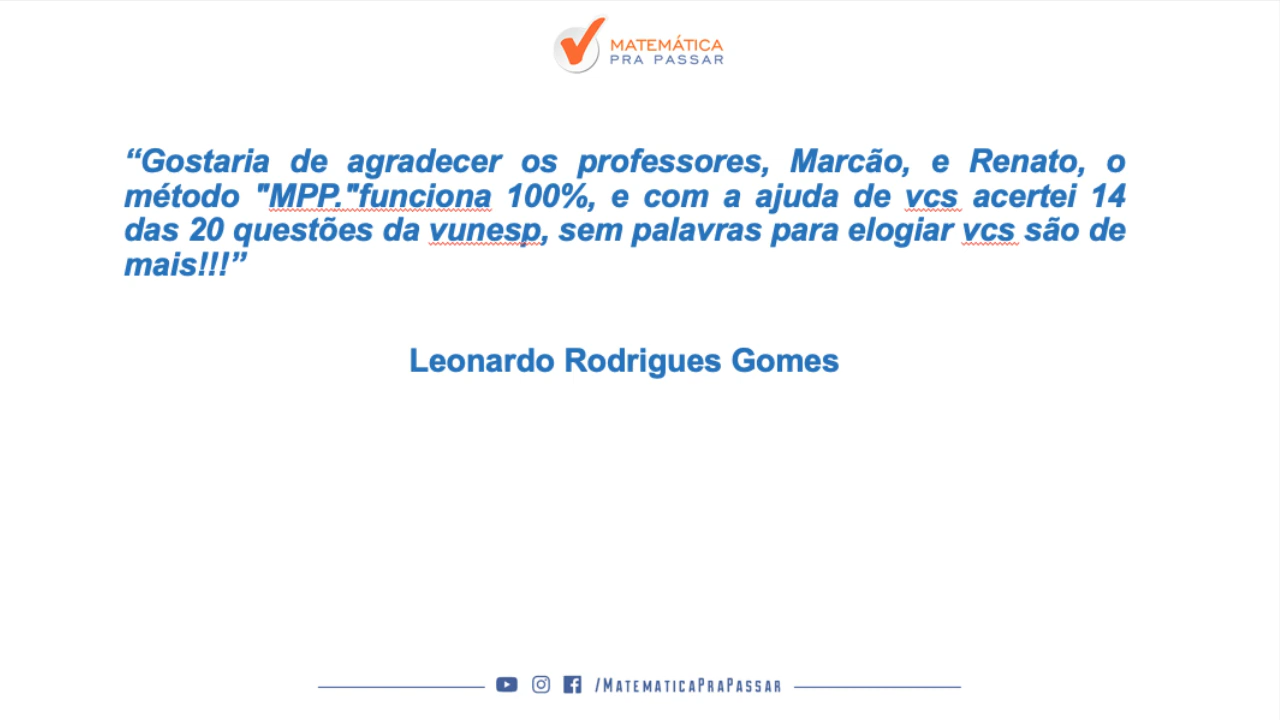 MATEMÁTICA
PRA PASSAR
“Gostaria de agradecer os professores, Marcão, e Renato, o
método "MPP."funciona 100%, e com a ajuda de vcs acertei 14
das 20 questões da vunesp, sem palavras para elogiar vcs são de
mais!!!”
Leonardo Rodrigues Gomes
/MATEMATICAPRAPASSAR